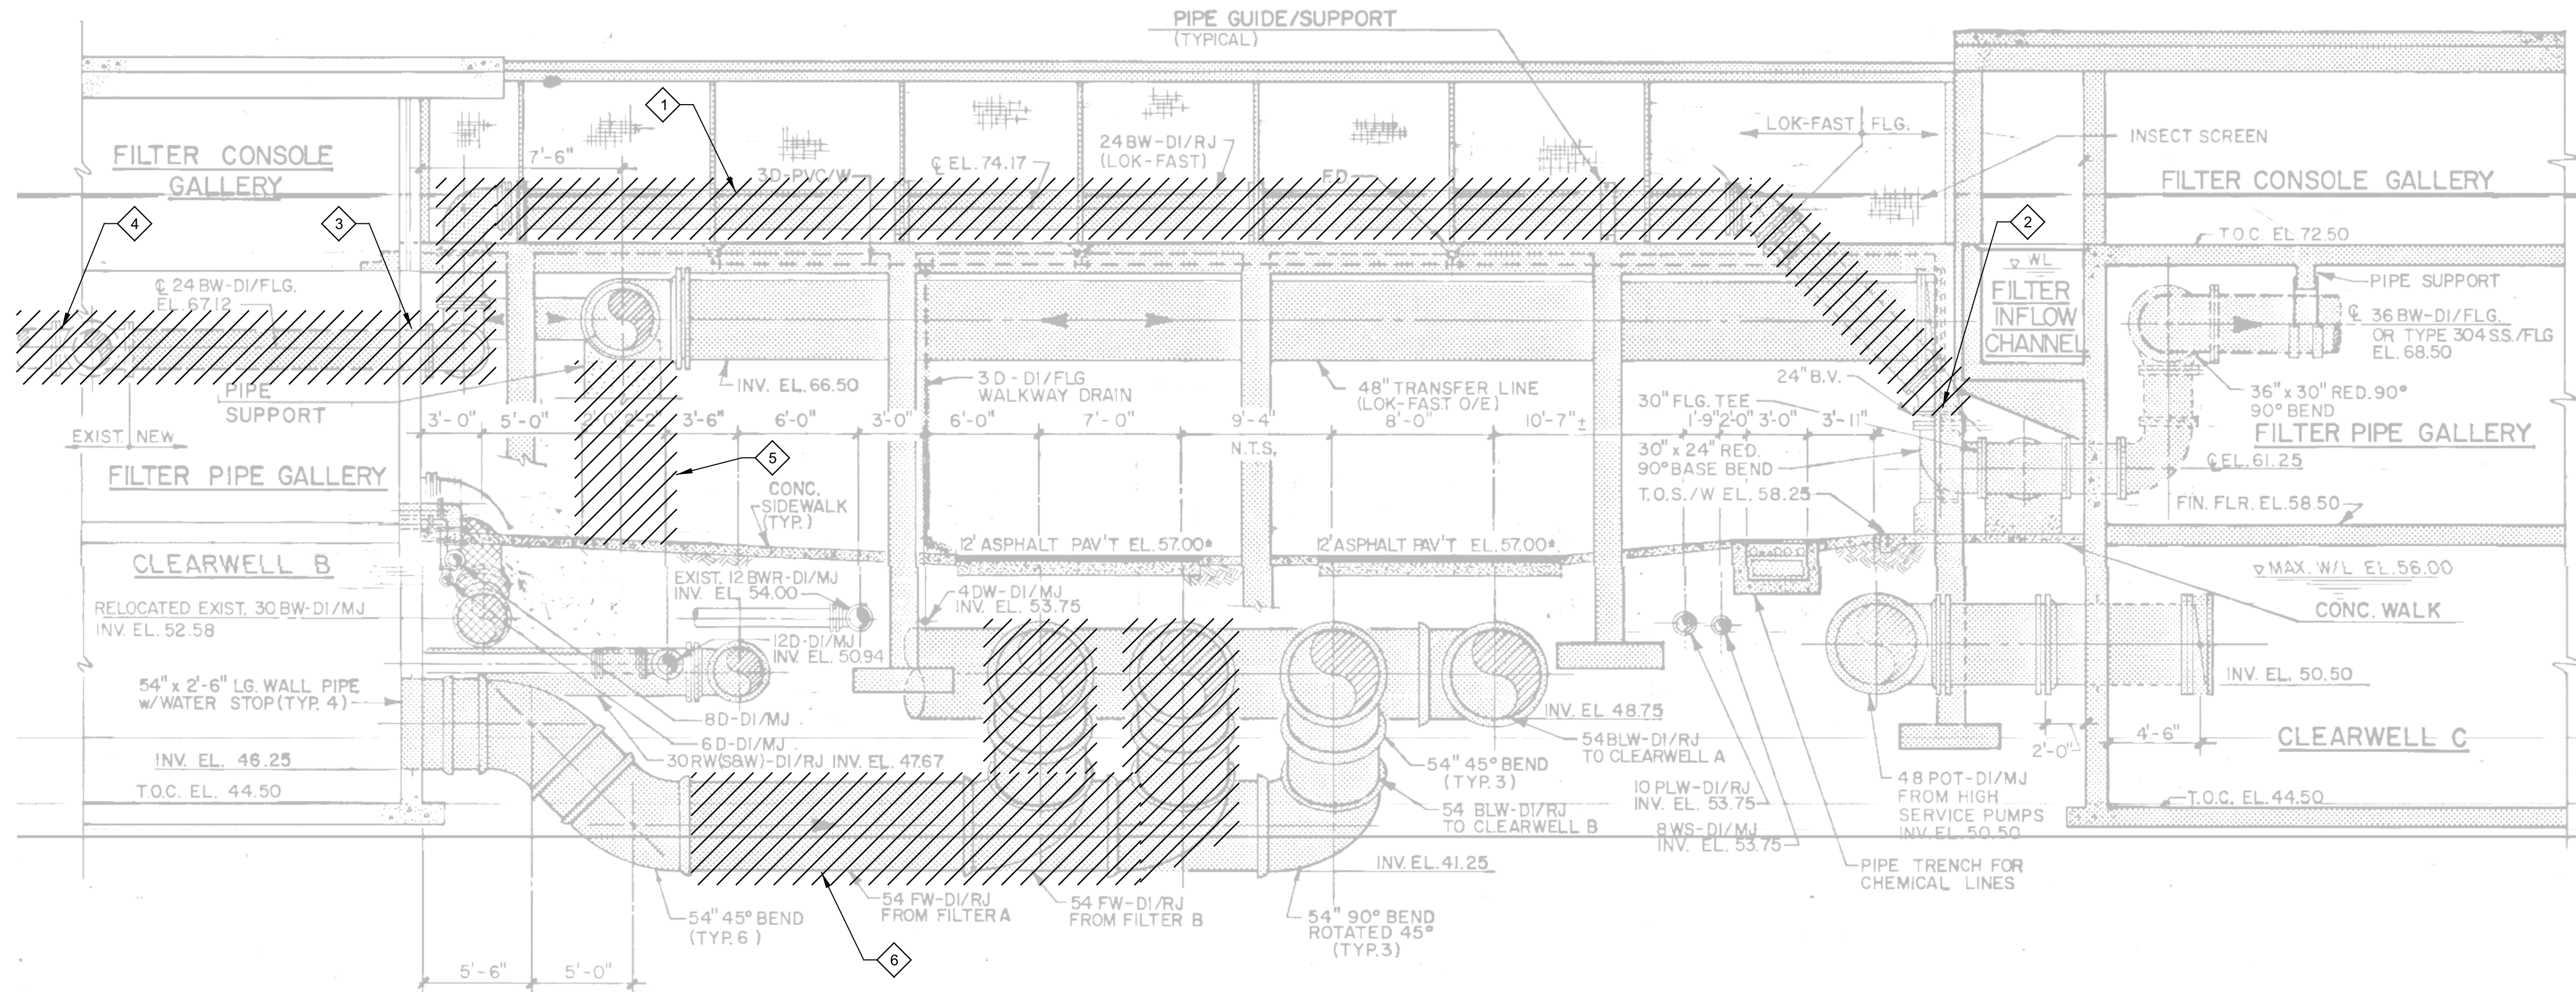 PIPE GUIDE/SUPPORT
(TYPICAL)
1
LOK-FAST
FLG.
INSECT SCREEN
FILTER CONSOLE
GALLERY
7'-6"
3D-PVC/W
℄ EL. 74.17
24 BW-DI/RJ
(LOK-FAST)
F.D.
FILTER CONSOLE GALLERY
4
3
2
T.O.C. EL. 72.50
℄ 24 BW-DI/FLG.
EL. 67.12
WL
FILTER
INFLOW
CHANNEL
PIPE SUPPORT
℄ 36 BW-DI/FLG.
OR TYPE 304 S.S./FLG
EL. 68.50
PIPE
SUPPORT
INV. EL. 66.50
3 D - DI/FLG
WALKWAY DRAIN
48" TRANSFER LINE
(LOK-FAST O/E)
24" B.V.
36" x 30" RED. 90°
90° BEND
3'-0"
5'-0"
2'-0"
2'-2"
3'-6"
6'-0"
3'-0"
6'-0"
7'-0"
9'-4"
N.T.S.
8'-0"
10'-7" ±
1'-9"
2'-0"
3'-0"
3'-11"
30" FLG. TEE
30" x 24" RED.
90° BASE BEND
EXIST.
NEW
FILTER PIPE GALLERY
5
FILTER PIPE GALLERY
℄ EL. 61.25
CONC.
SIDEWALK
(TYP.)
T.O.S./W EL. 58.25
FIN. FLR. EL. 58.50
12' ASPHALT PAV'T EL. 57.00*
12' ASPHALT PAV'T EL. 57.00*
CLEARWELL B
EXIST. 12 BWR-DI/MJ
INV. EL. 54.00
4 DW-DI/MJ
INV. EL. 53.75
MAX. W/L EL. 56.00
CONC. WALK
RELOCATED EXIST. 30 BW-DI/MJ
INV. EL. 52.58
12D-DI/MJ
INV. EL. 50.94
54" x 2'-6" LG. WALL PIPE
w/WATER STOP (TYP. 4)
INV. EL. 50.50
8D-DI/MJ
6 D-DI/MJ
30 RW(S&W)-DI/RJ INV. EL. 47.67
INV. EL 48.75
54 BLW-DI/RJ
TO CLEARWELL A
2'-0"
4'-6"
CLEARWELL C
INV. EL. 46.25
T.O.C. EL. 44.50
54" 45° BEND
(TYP. 3)
54 BLW-DI/RJ
TO CLEARWELL B
10 PLW-DI/RJ
INV. EL. 53.75
8 WS-DI/MJ
INV. EL. 53.75
48 POT-DI/MJ
FROM HIGH
SERVICE PUMPS
INV. EL. 50.50
T.O.C. EL. 44.50
INV. EL. 41.25
PIPE TRENCH FOR
CHEMICAL LINES
54" 45° BEND
(TYP. 6)
54 FW-DI/RJ
FROM FILTER A
54 FW-DI/RJ
FROM FILTER B
54" 90° BEND
ROTATED 45°
(TYP. 3)
6
5'-6"
5'-0"